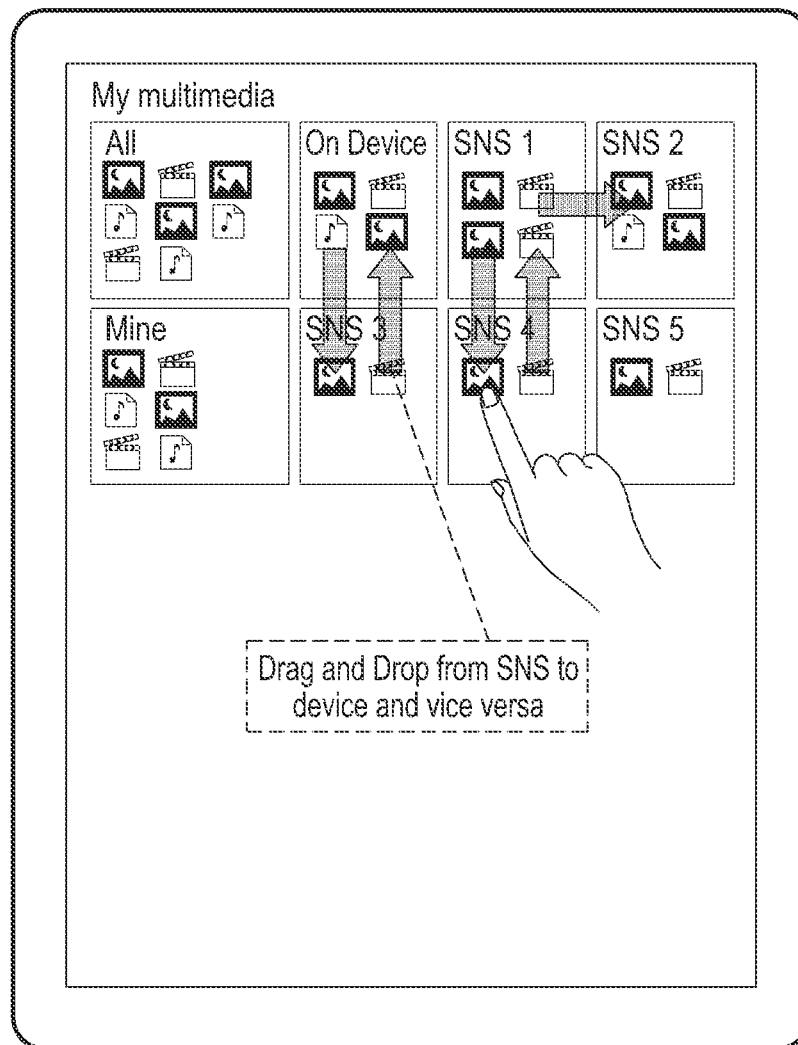 My multimedia
All
On Device
SNS 1
SNS 2
Mine
SNS 3
SNS 4
SNS 5
Drag and Drop from SNS to
device and vice versa